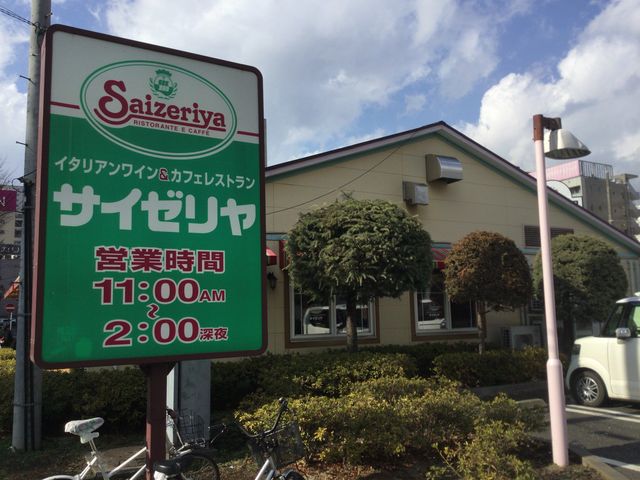 Saizeriya
RISTORANTE E CAFFÉ
イタリアンワイン&カフェレストラン
サイゼリヤ
営業時間
11:00AM
～
2:00深夜